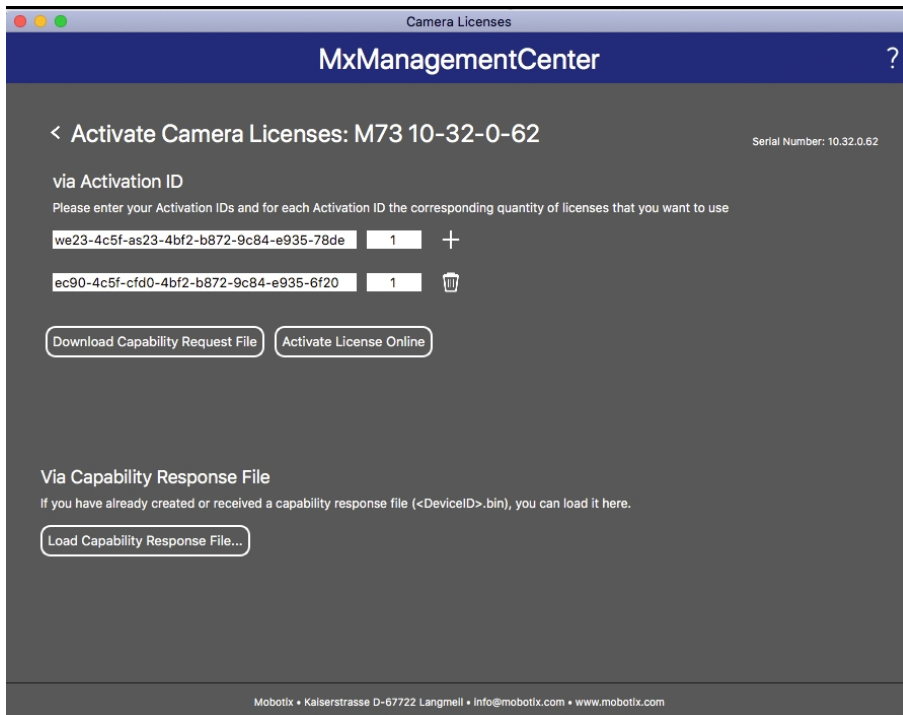 Camera Licenses
MxManagementCenter
?
< Activate Camera Licenses: M73 10-32-0-62
Serial Number: 10.32.0.62
via Activation ID
Please enter your Activation IDs and for each Activation ID the corresponding quantity of licenses that you want to use
we23-4c5f-as23-4bf2-b872-9c84-e935-78de 1 +
ec90-4c5f-cfd0-4bf2-b872-9c84-e935-6f20 1
Download Capability Request File Activate License Online
Via Capability Response File
If you have already created or received a capability response file (<DeviceID>.bin), you can load it here.
Load Capability Response File...
Mobotix • Kaiserstrasse D-67722 Langmeil • info@mobotix.com • www.mobotix.com